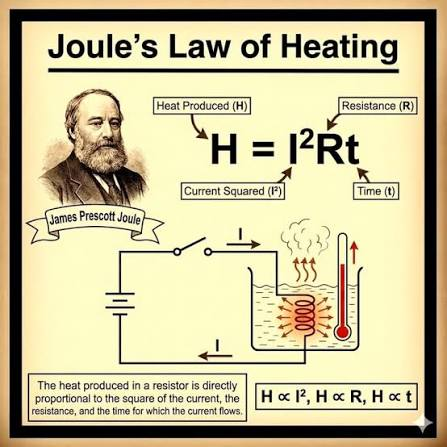 Joule's Law of Heating
Heat Produced (H)
Resistance (R)
H = I²Rt
Current Squared (I²)
Time (t)
James Prescott Joule
I
I
The heat produced in a resistor is directly
proportional to the square of the current, the
resistance, and the time for which the current flows.
H ∝ I², H ∝ R, H ∝ t